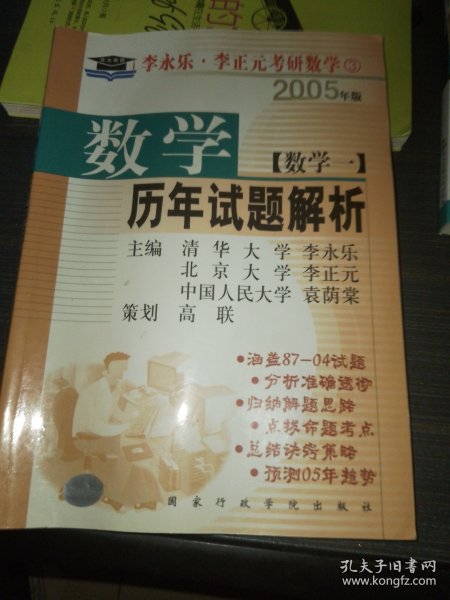 李永乐·李正元考研数学③
2005年版
数学
【数学一】
历年试题解析
主编 清华大学 李永乐
北京大学 李正元
中国人民大学 袁荫棠
策划 高联
•涵盖87-04试题
•分析准确透彻
•归纳解题思路
•点拨命题考点
•总结诀窍策略
•预测05年趋势
国家行政学院出版社
孔夫子旧书网
www.kongfz.com